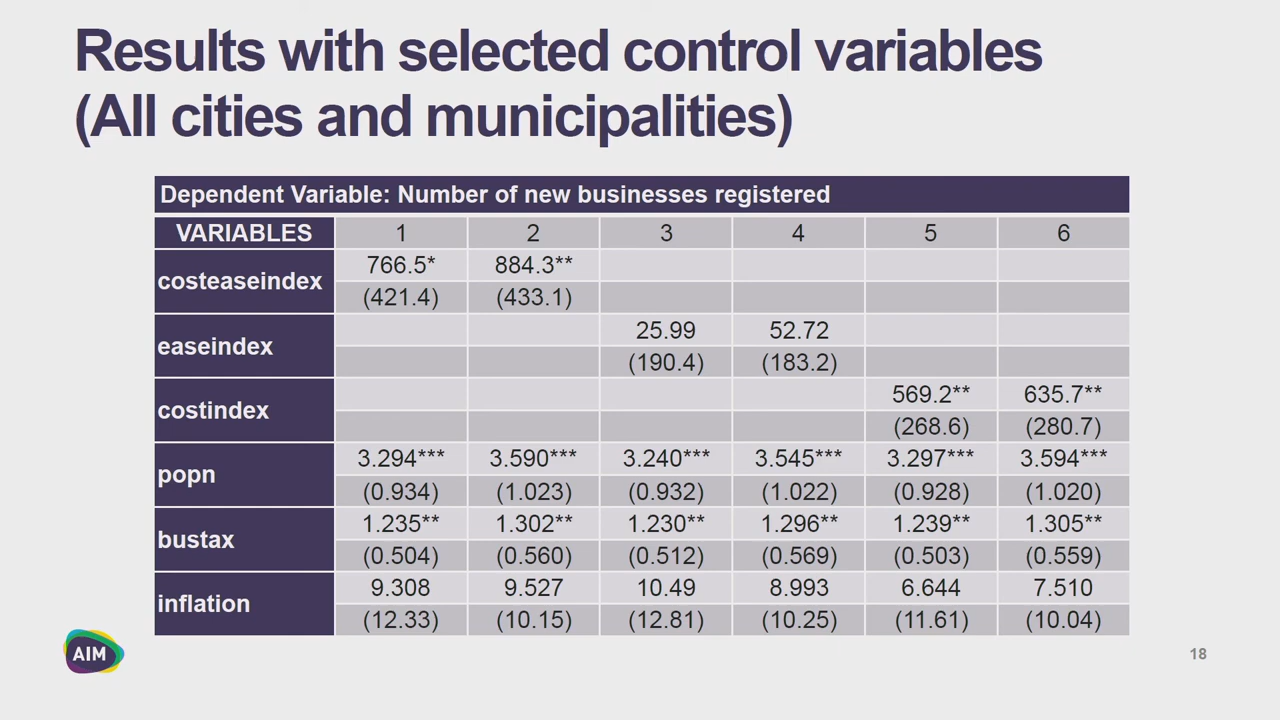 Results with selected control variables
(All cities and municipalities)
Dependent Variable: Number of new businesses registered
VARIABLES 1 2 3 4 5 6
costeaseindex 766.5* 884.3**
(421.4) (433.1)
easeindex 25.99 52.72
(190.4) (183.2)
costindex 569.2** 635.7**
(268.6) (280.7)
popn 3.294*** 3.590*** 3.240*** 3.545*** 3.297*** 3.594***
(0.934) (1.023) (0.932) (1.022) (0.928) (1.020)
bustax 1.235** 1.302** 1.230** 1.296** 1.239** 1.305**
(0.504) (0.560) (0.512) (0.569) (0.503) (0.559)
inflation 9.308 9.527 10.49 8.993 6.644 7.510
(12.33) (10.15) (12.81) (10.25) (11.61) (10.04)
AIM
18